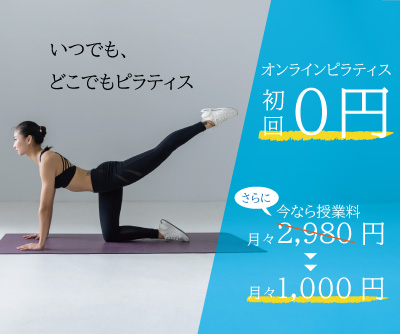 いつでも、
どこでもピラティス
オンラインピラティス
初回0円
さらに
今なら授業料
月々2,980円
月々1,000円